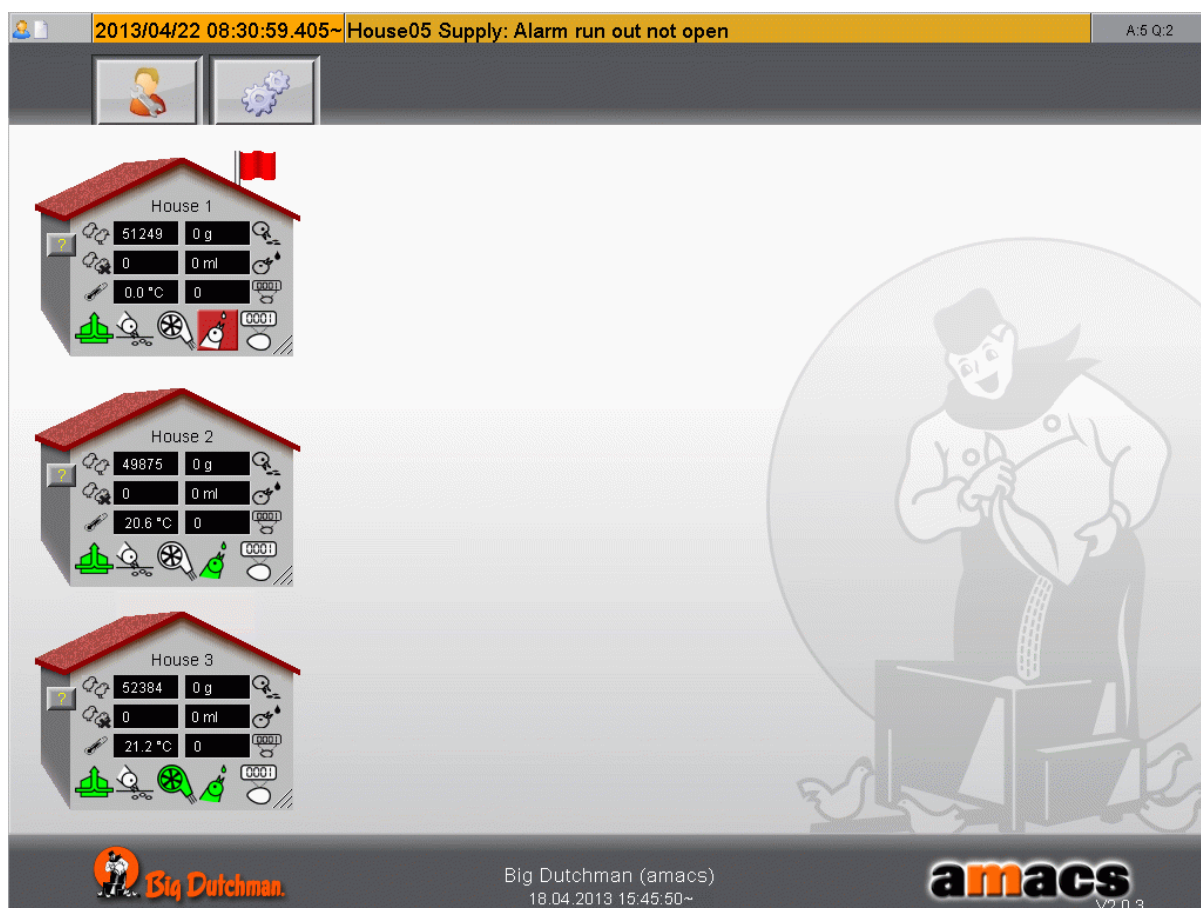 2013/04/22 08:30:59.405~ House05 Supply: Alarm run out not open A:5 Q:2
House 1
51249 0 g
? 0 0 ml
0.0 °C 0 0001
0001
House 2
49875 0 g
? 0 0 ml
20.6 °C 0 0001
0001
House 3
52384 0 g
? 0 0 ml
21.2 °C 0 0001
0001
Big Dutchman.
Big Dutchman (amacs)
18.04.2013 15:45:50~
amacs
V2.0.3